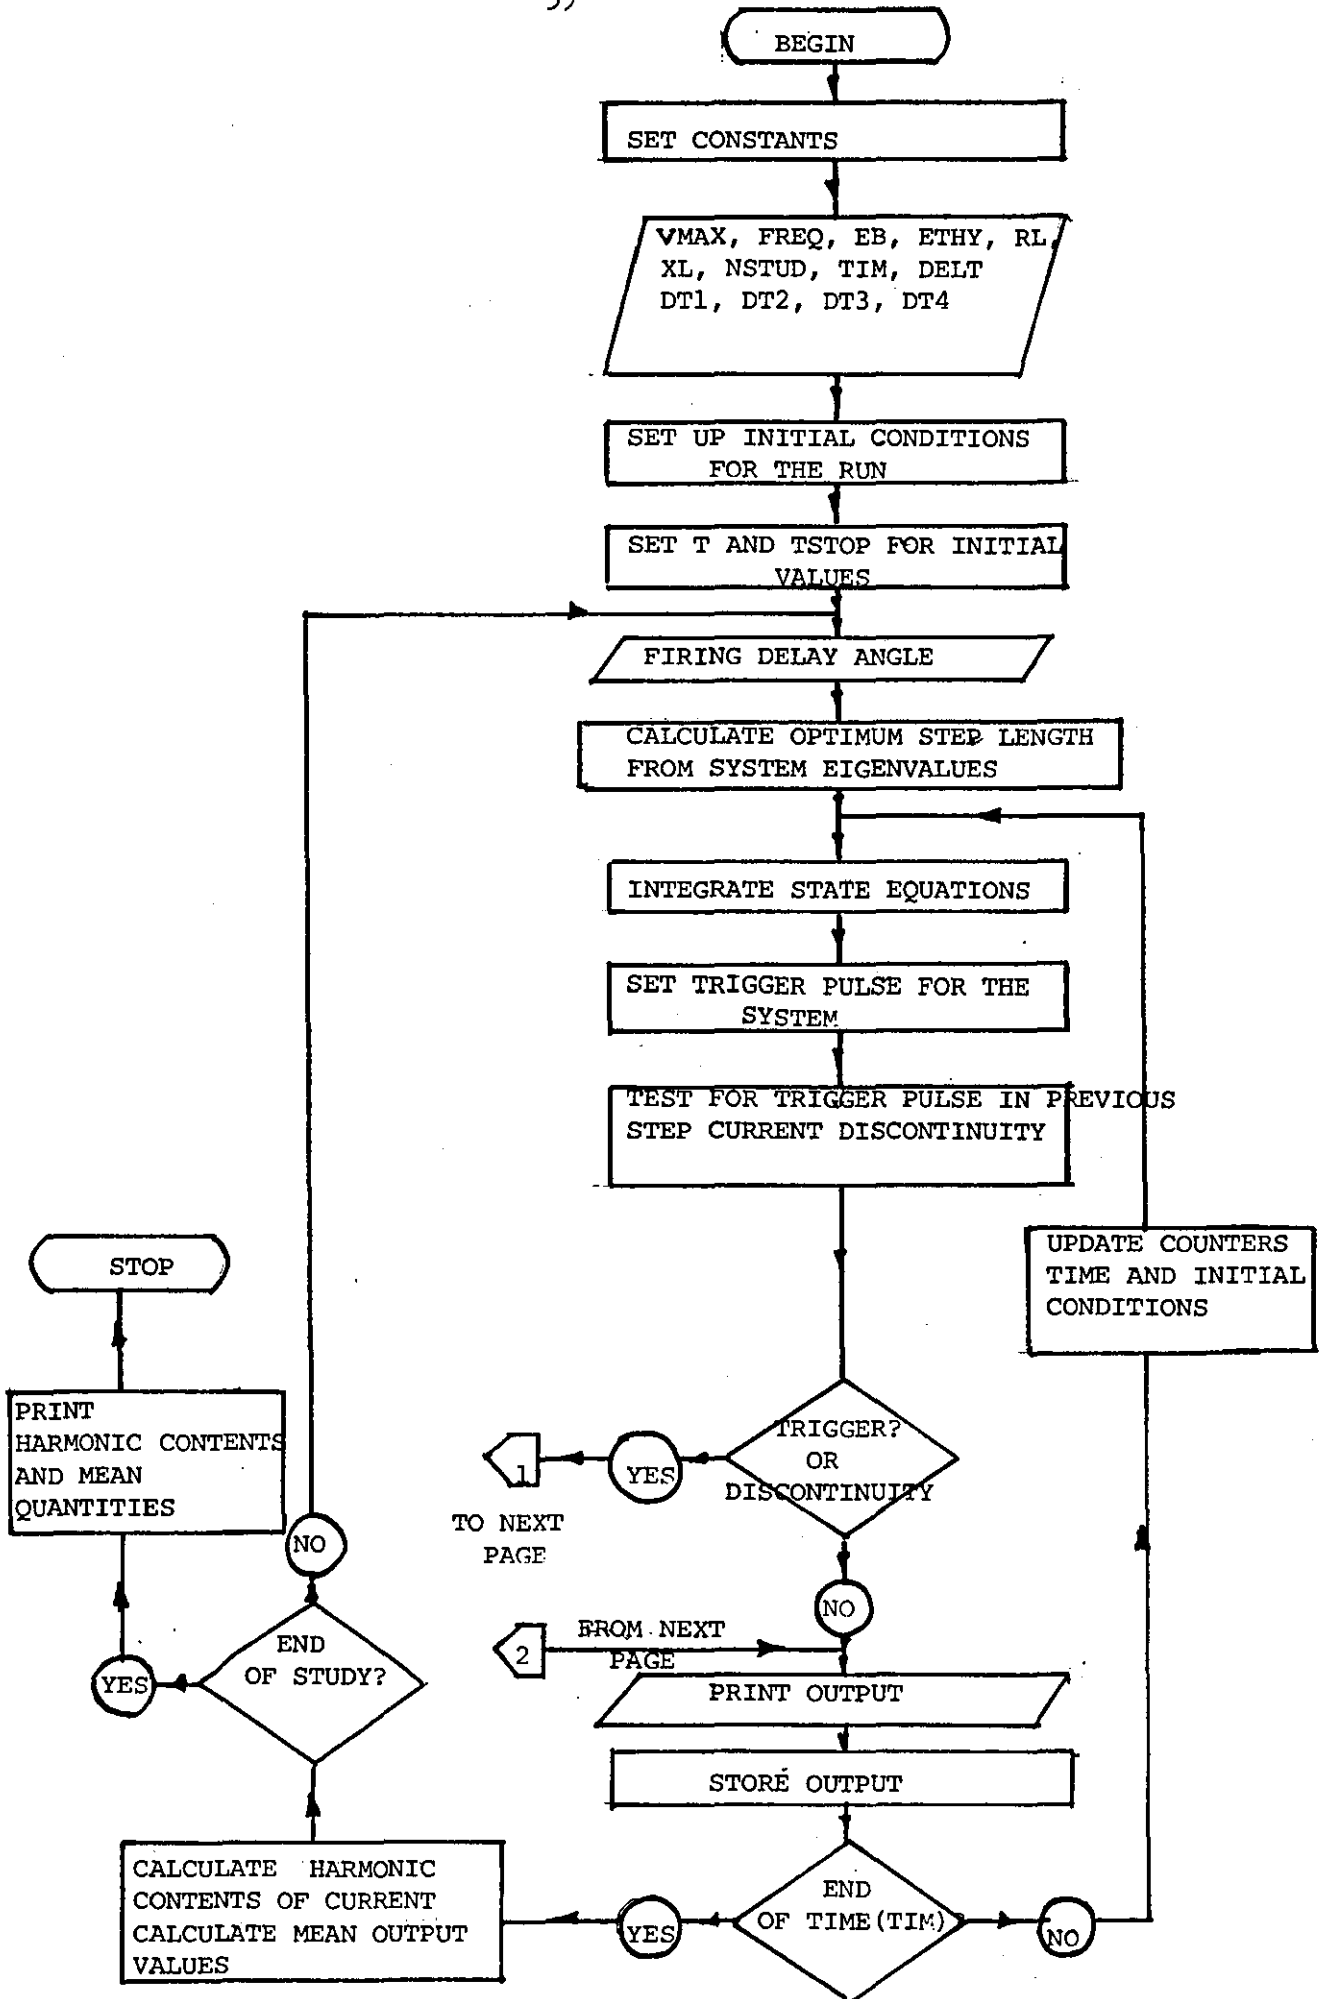 BEGIN
SET CONSTANTS
VMAX, FREQ, EB, ETHY, RL,
XL, NSTUD, TIM, DELT
DT1, DT2, DT3, DT4
SET UP INITIAL CONDITIONS
FOR THE RUN
SET T AND TSTOP FOR INITIAL
VALUES
FIRING DELAY ANGLE
CALCULATE OPTIMUM STEP LENGTH
FROM SYSTEM EIGENVALUES
INTEGRATE STATE EQUATIONS
SET TRIGGER PULSE FOR THE
SYSTEM
TEST FOR TRIGGER PULSE IN PREVIOUS
STEP CURRENT DISCONTINUITY
UPDATE COUNTERS
TIME AND INITIAL
CONDITIONS
STOP
PRINT
HARMONIC CONTENTS
AND MEAN
QUANTITIES
TRIGGER?
OR
DISCONTINUITY
YES
1
TO NEXT
PAGE
NO
NO
2
FROM NEXT
PAGE
END
OF STUDY?
YES
PRINT OUTPUT
STORE OUTPUT
CALCULATE HARMONIC
CONTENTS OF CURRENT
CALCULATE MEAN OUTPUT
VALUES
YES
END
OF TIME(TIM)?
NO